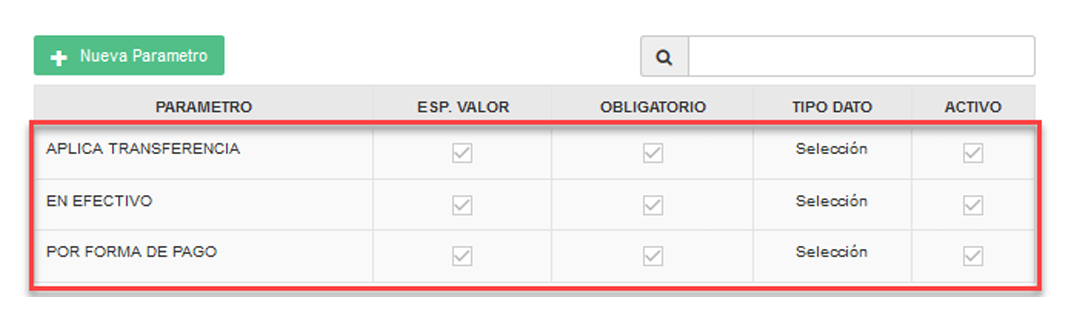 Nueva Parametro
PARAMETRO ESP. VALOR OBLIGATORIO TIPO DATO ACTIVO
APLICA TRANSFERENCIA Selección
EN EFECTIVO Selección
POR FORMA DE PAGO Selección